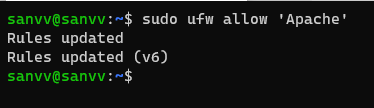 sanvv@sanvv:~$ sudo ufw allow 'Apache'
Rules updated
Rules updated (v6)
sanvv@sanvv:~$